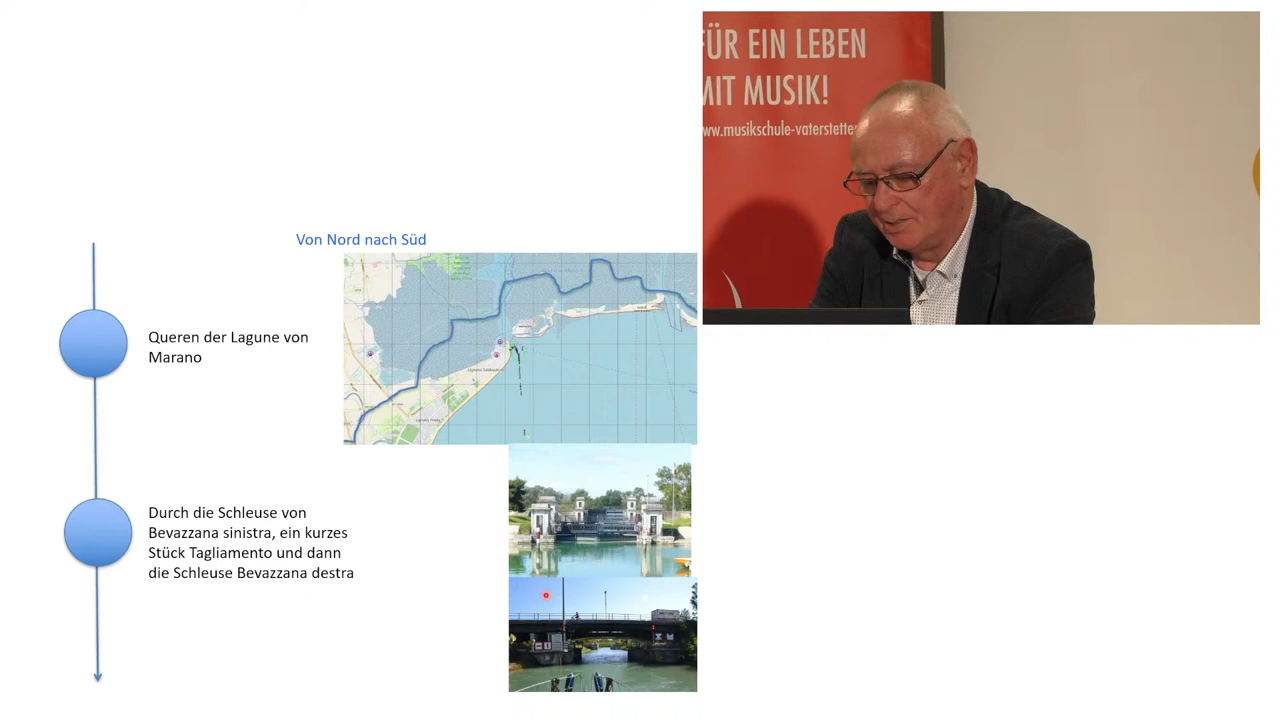 FÜR EIN LEBEN
MIT MUSIK!
www.musikschule-vaterstetten
Von Nord nach Süd
Queren der Lagune von
Marano
Durch die Schleuse von
Bevazzana sinistra, ein kurzes
Stück Tagliamento und dann
die Schleuse Bevazzana destra